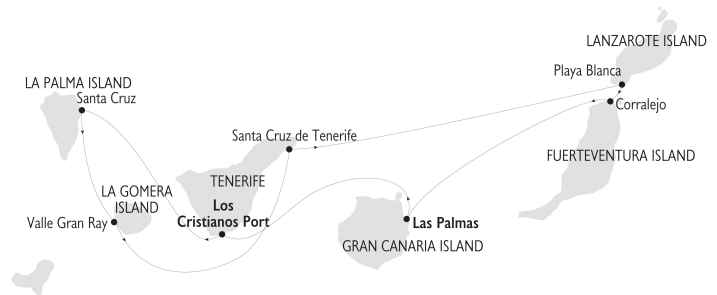 LANZAROTE ISLAND
Playa Blanca
LA PALMA ISLAND
Santa Cruz
Corralejo
Santa Cruz de Tenerife
FUERTEVENTURA ISLAND
TENERIFE
LA GOMERA
ISLAND
Los
Cristianos Port
Valle Gran Ray
Las Palmas
GRAN CANARIA ISLAND